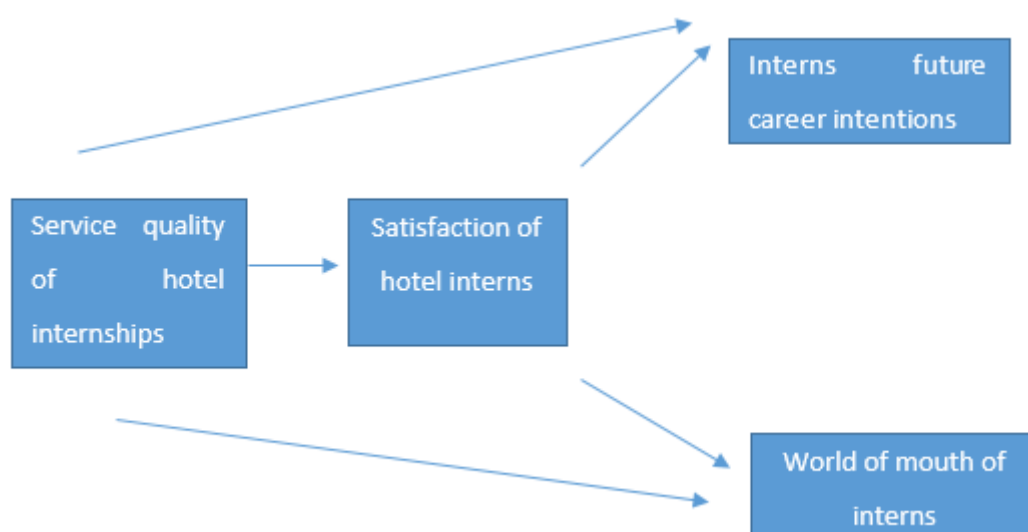 Interns future
career intentions
Service quality
of hotel
internships
Satisfaction of
hotel interns
World of mouth of
interns